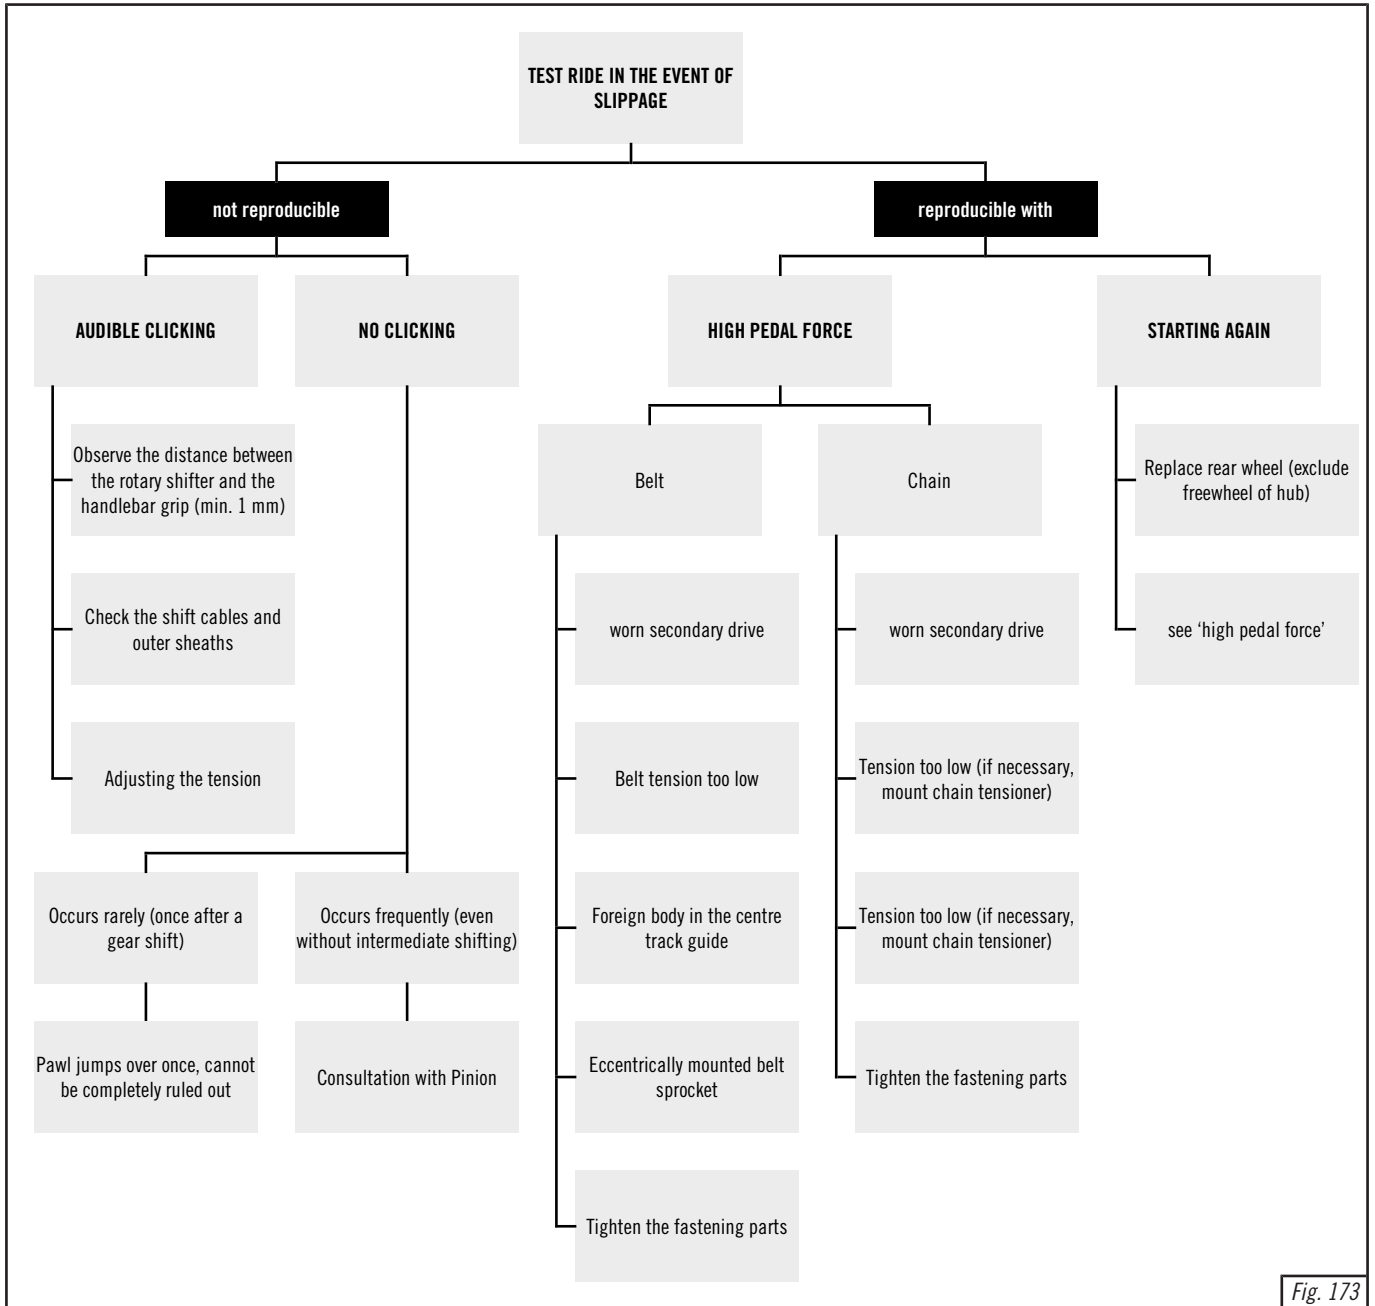 TEST RIDE IN THE EVENT OF
SLIPPAGE
not reproducible
reproducible with
AUDIBLE CLICKING
NO CLICKING
HIGH PEDAL FORCE
STARTING AGAIN
Observe the distance between
the rotary shifter and the
handlebar grip (min. 1 mm)
Check the shift cables and
outer sheaths
Adjusting the tension
Occurs rarely (once after a
gear shift)
Pawl jumps over once, cannot
be completely ruled out
Occurs frequently (even
without intermediate shifting)
Consultation with Pinion
Belt
worn secondary drive
Belt tension too low
Foreign body in the centre
track guide
Eccentrically mounted belt
sprocket
Tighten the fastening parts
Chain
worn secondary drive
Tension too low (if necessary,
mount chain tensioner)
Tension too low (if necessary,
mount chain tensioner)
Tighten the fastening parts
Replace rear wheel (exclude
freewheel of hub)
see ‘high pedal force’
Fig. 173